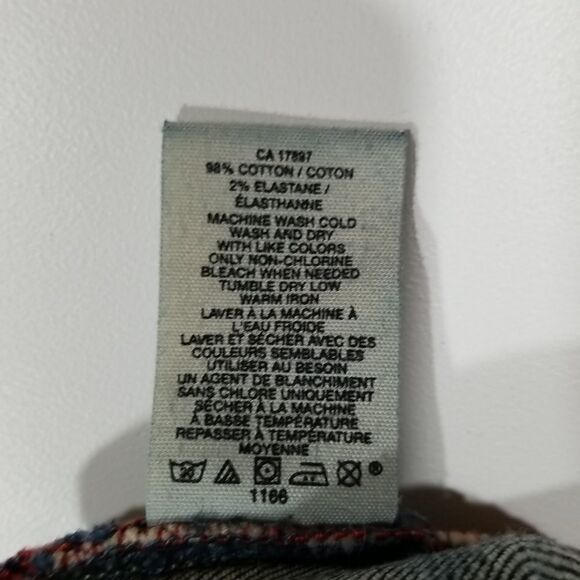 CA 17897
98% COTTON / COTON
2% ELASTANE /
ÉLASTHANNE
MACHINE WASH COLD
WASH AND DRY
WITH LIKE COLORS
ONLY NON-CHLORINE
BLEACH WHEN NEEDED
TUMBLE DRY LOW
WARM IRON
LAVER À LA MACHINE À
L'EAU FROIDE
LAVER ET SÉCHER AVEC DES
COULEURS SEMBLABLES
UTILISER AU BESOIN
UN AGENT DE BLANCHIMENT
SANS CHLORE UNIQUEMENT
SÉCHER À LA MACHINE
À BASSE TEMPÉRATURE
REPASSER À TEMPÉRATURE
MOYENNE
30 ®
1166